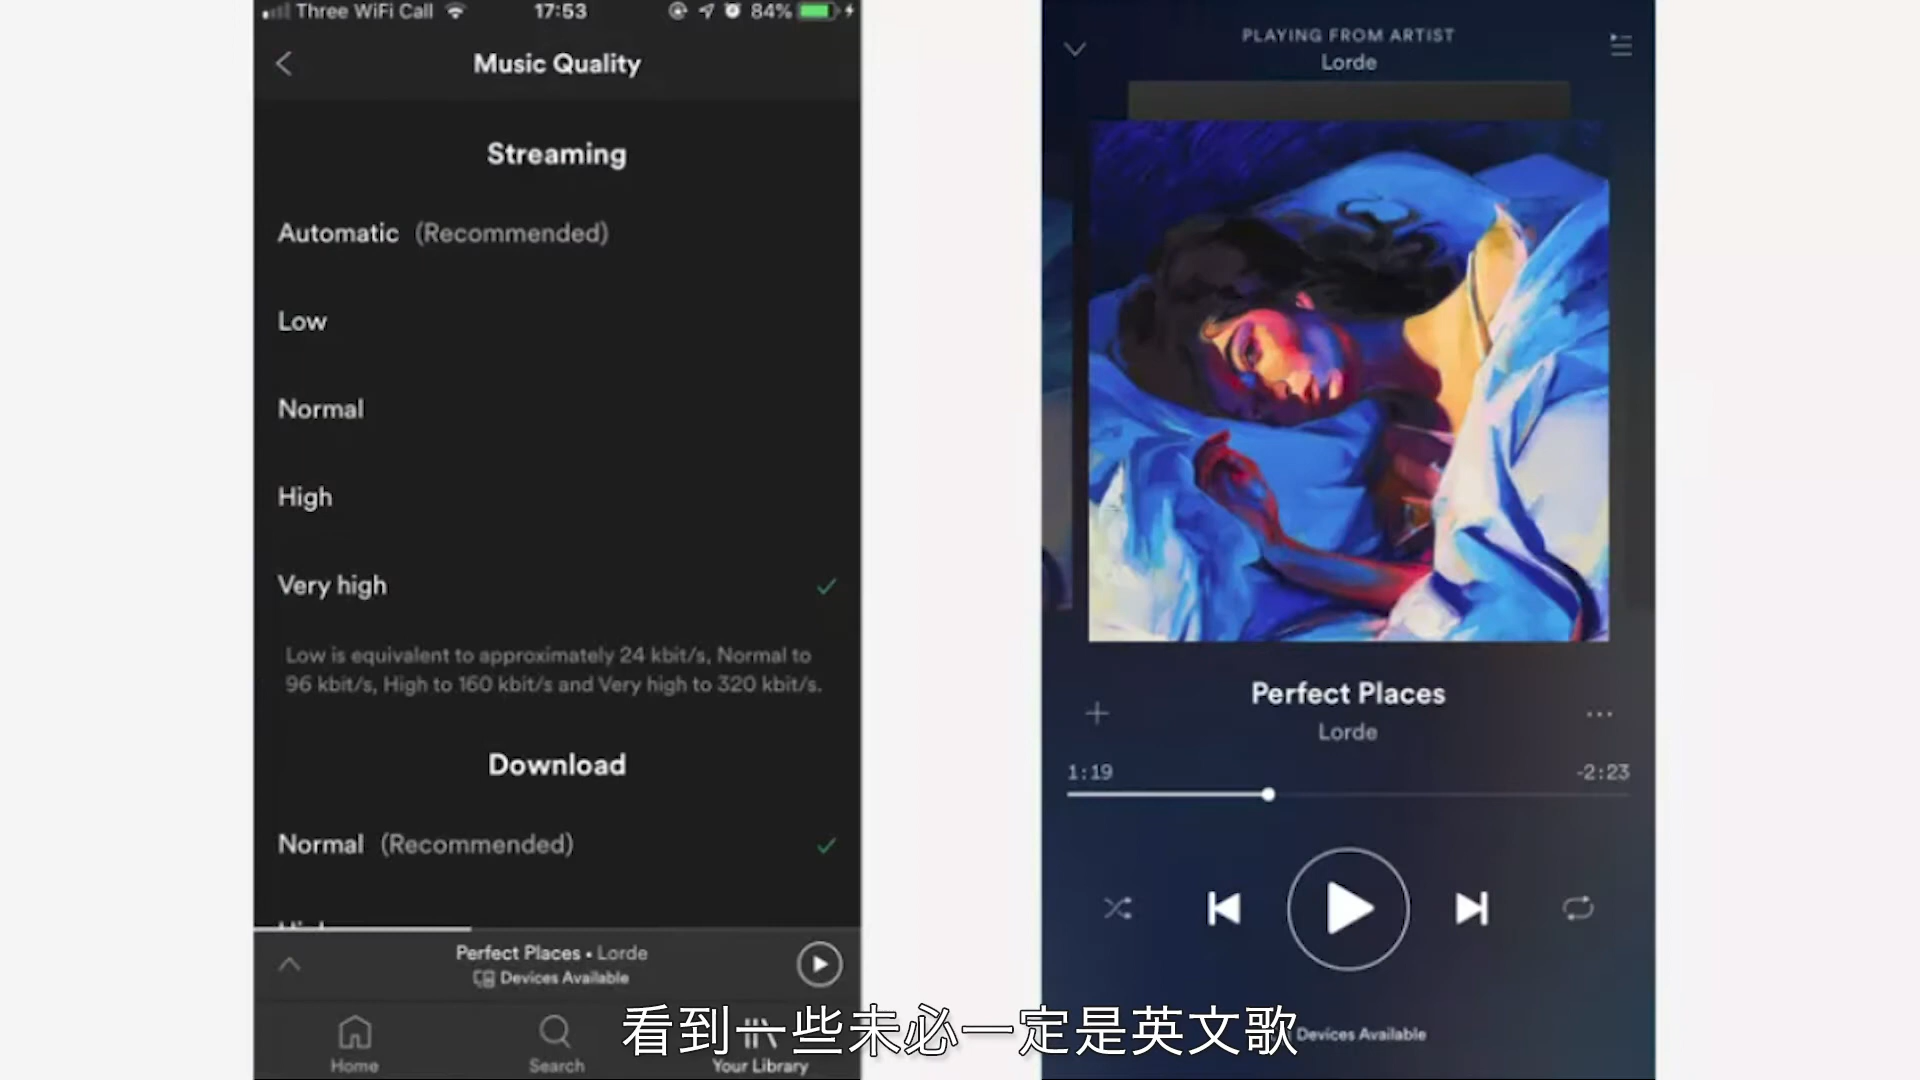 Three WiFi Call 17:53 84%
Music Quality
Streaming
Automatic (Recommended)
Low
Normal
High
Very high
Low is equivalent to approximately 24 kbit/s, Normal to
96 kbit/s, High to 160 kbit/s and Very high to 320 kbit/s.
Download
Normal (Recommended)
Perfect Places • Lorde
Devices Available
Home Search Your Library
PLAYING FROM ARTIST
Lorde
Perfect Places
Lorde
1:19 -2:23
Devices Available
看到一些未必一定是英文歌